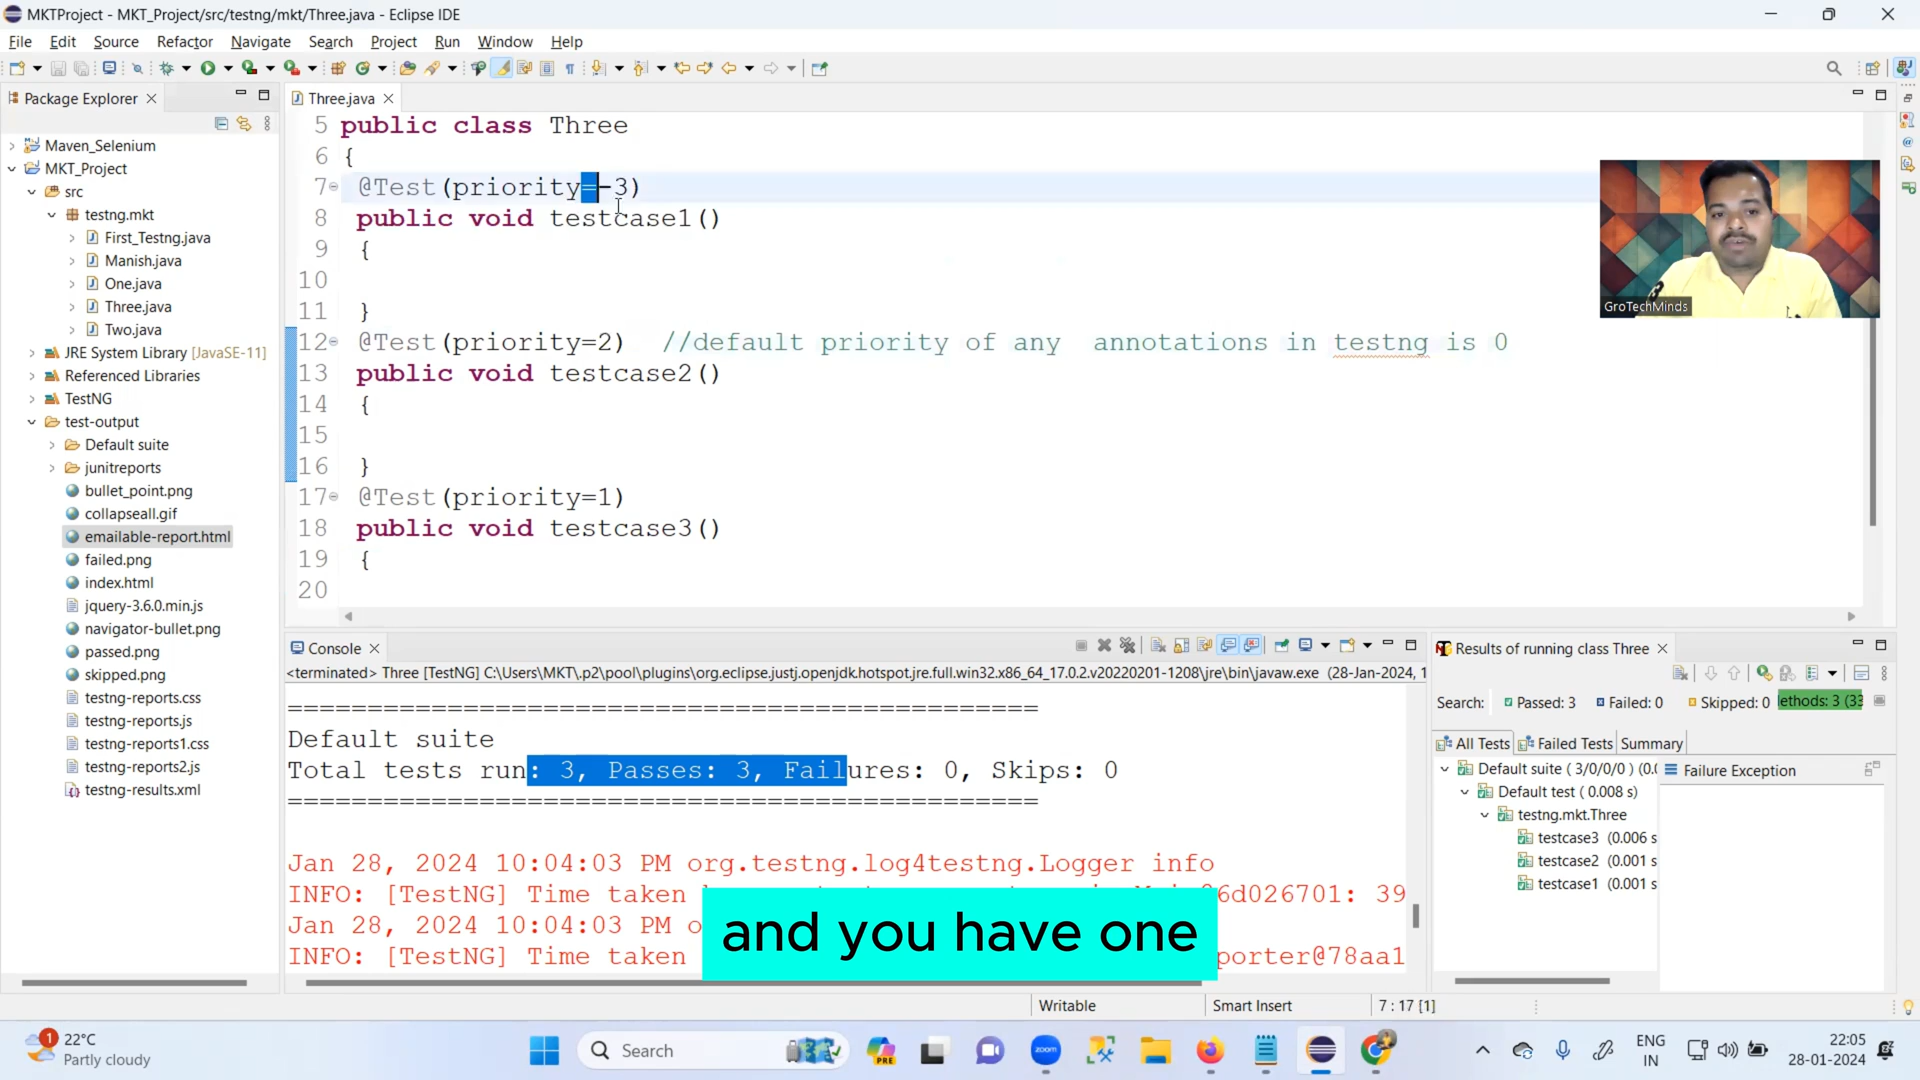 MKTProject - MKT_Project/src/testng/mkt/Three.java - Eclipse IDE
File Edit Source Refactor Navigate Search Project Run Window Help
Package Explorer
Three.java
Maven_Selenium
MKT_Project
src
testng.mkt
First_Testng.java
Manish.java
One.java
Three.java
Two.java
JRE System Library [JavaSE-11]
Referenced Libraries
TestNG
test-output
Default suite
junitreports
bullet_point.png
collapseall.gif
emailable-report.html
failed.png
index.html
jquery-3.6.0.min.js
navigator-bullet.png
passed.png
skipped.png
testng-reports.css
testng-reports.js
testng-reports1.css
testng-reports2.js
testng-results.xml
5 public class Three
6 {
7 @Test(priority=-3)
8 public void testcase1()
9 {
10
11 }
12 @Test(priority=2) //default priority of any annotations in testng is 0
13 public void testcase2()
14 {
15
16 }
17 @Test(priority=1)
18 public void testcase3()
19 {
20
GroTechMinds
Console
<terminated> Three [TestNG] C:\Users\MKT\.p2\pool\plugins\org.eclipse.justj.openjdk.hotspot.jre.full.win32.x86_64_17.0.2.v20220201-1208\jre\bin\javaw.exe (28-Jan-2024, 1
===============================================
Default suite
Total tests run: 3, Passes: 3, Failures: 0, Skips: 0
===============================================
Jan 28, 2024 10:04:03 PM org.testng.log4testng.Logger info
INFO: [TestNG] Time taken 6d026701: 39
Jan 28, 2024 10:04:03 PM o
INFO: [TestNG] Time taken porter@78aa1
and you have one
Results of running class Three
Search: Passed: 3 Failed: 0 Skipped: 0 ethods: 3 (33
All Tests Failed Tests Summary
Default suite ( 3/0/0/0 ) (0.(
Default test ( 0.008 s)
testng.mkt.Three
testcase3 (0.006 s
testcase2 (0.001 s
testcase1 (0.001 s
Failure Exception
Writable Smart Insert 7 : 17 [1]
1
22°C
Partly cloudy
Search
PRE
zoom
ENG
IN
22:05
28-01-2024